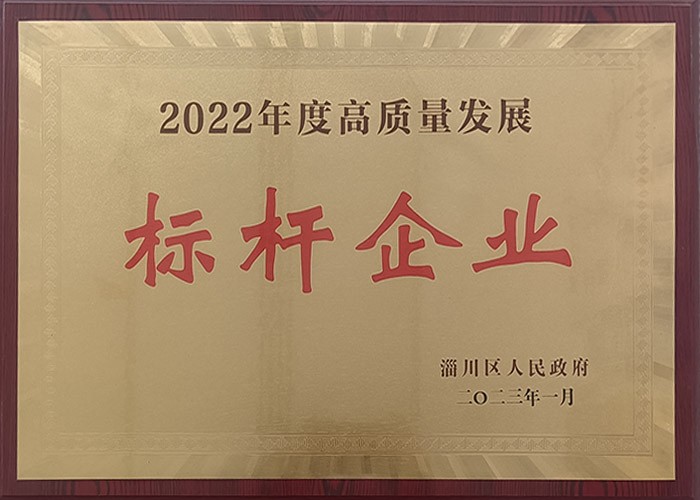 2022年度高质量发展
标杆企业
淄川区人民政府
二〇二三年一月